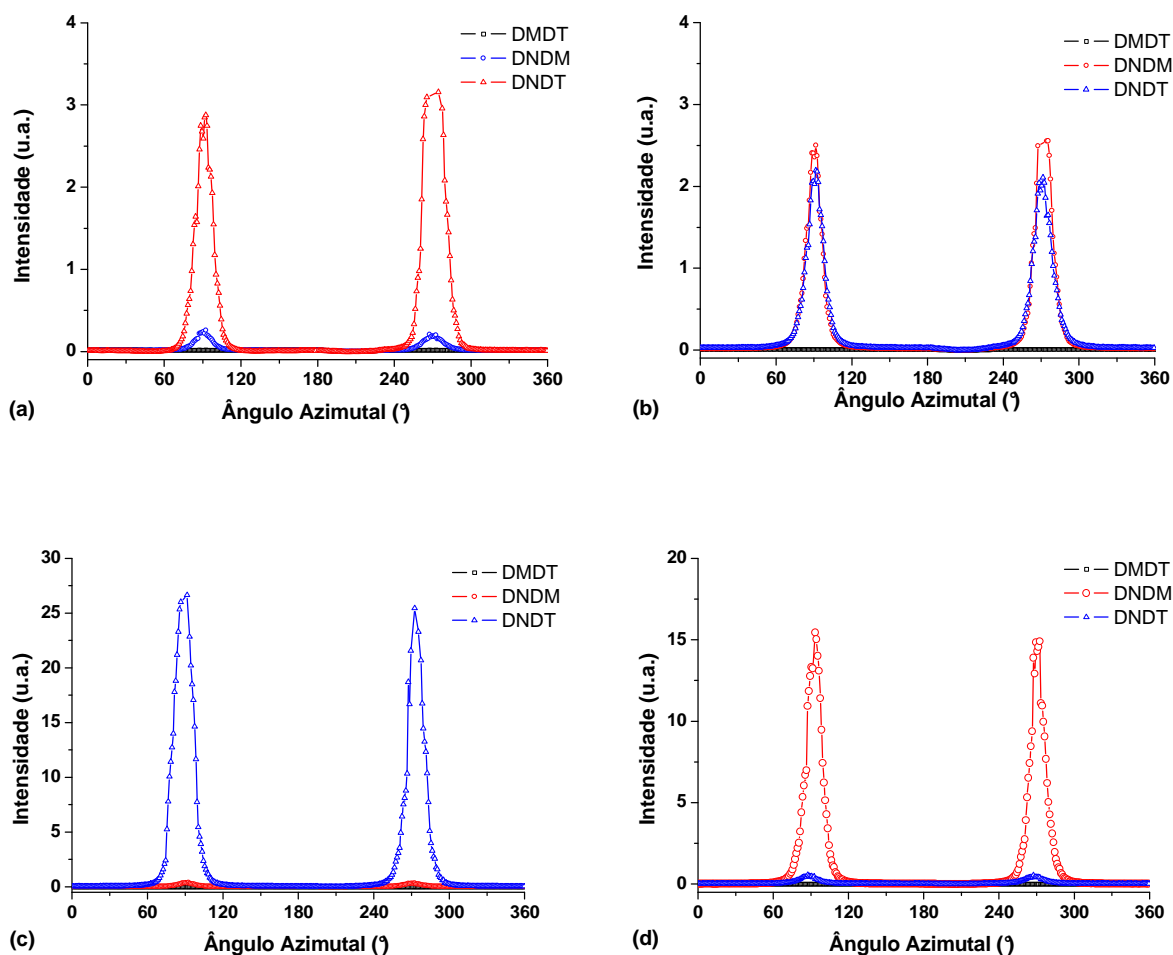 4
3
2
1
0
Intensidade (u.a.)
DMDT
DNDM
DNDT
0 60 120 180 240 300 360
Ângulo Azimutal (°)
(a)
4
3
2
1
0
Intensidade (u.a.)
DMDT
DNDM
DNDT
0 60 120 180 240 300 360
Ângulo Azimutal (°)
(b)
30
25
20
15
10
5
0
Intensidade (u.a.)
DMDT
DNDM
DNDT
0 60 120 180 240 300 360
Ângulo Azimutal (°)
(c)
20
15
10
5
0
Intensidade (u.a.)
DMDT
DNDM
DNDT
0 60 120 180 240 300 360
Ângulo Azimutal (°)
(d)